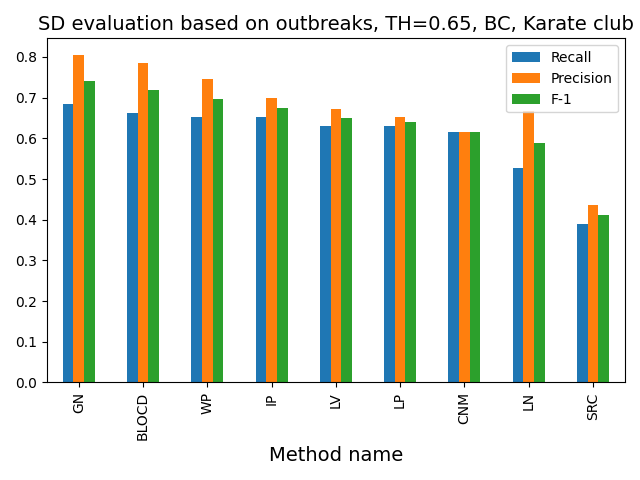 SD evaluation based on outbreaks, TH=0.65, BC, Karate club
Recall
Precision
F-1
0.8
0.7
0.6
0.5
0.4
0.3
0.2
0.1
0.0
GN
BLOCD
WP
IP
LV
LP
CNM
LN
SRC
Method name